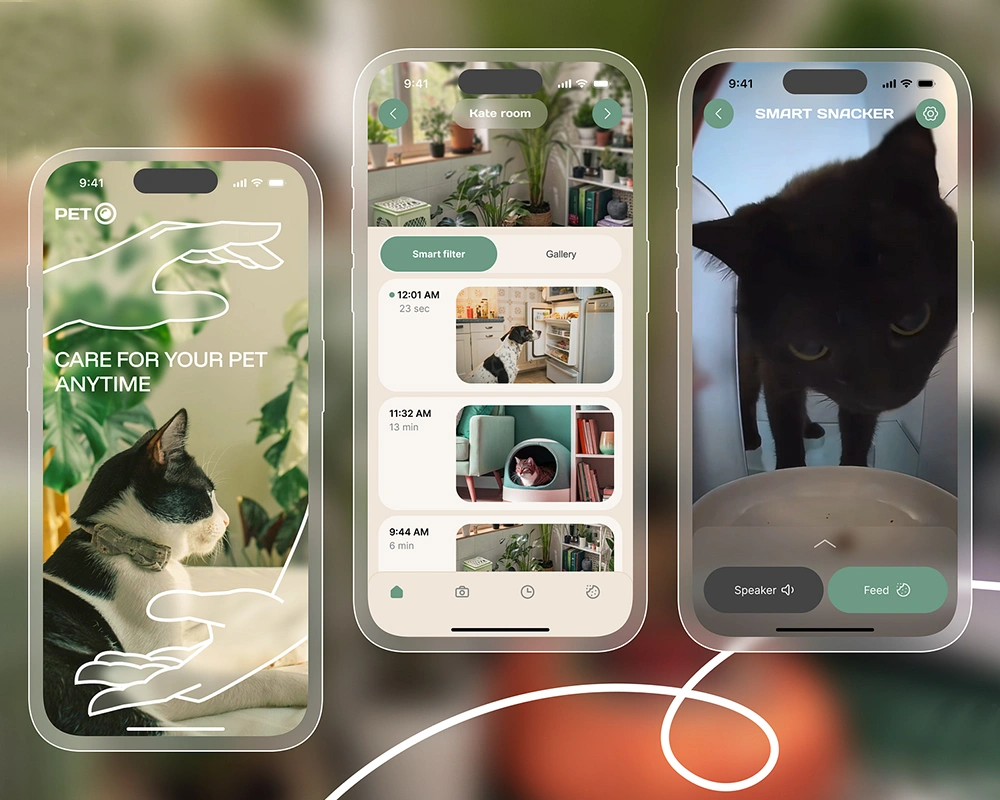 9:41
PET
CARE FOR YOUR PET
ANYTIME
9:41
Kate room
Smart filter
Gallery
12:01 AM
23 sec
11:32 AM
13 min
9:44 AM
6 min
9:41
SMART SNACKER
Speaker
Feed